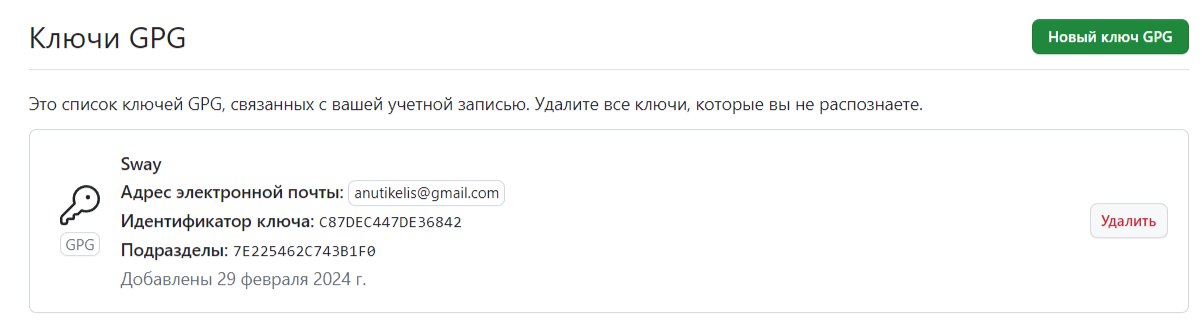 Ключи GPG
Новый ключ GPG
Это список ключей GPG, связанных с вашей учетной записью. Удалите все ключи, которые вы не распознаете.
Sway
Адрес электронной почты: anutikelis@gmail.com
Идентификатор ключа: C87DEC447DE36842
GPG
Подразделы: 7E225462C743B1F0
Добавлены 29 февраля 2024 г.
Удалить